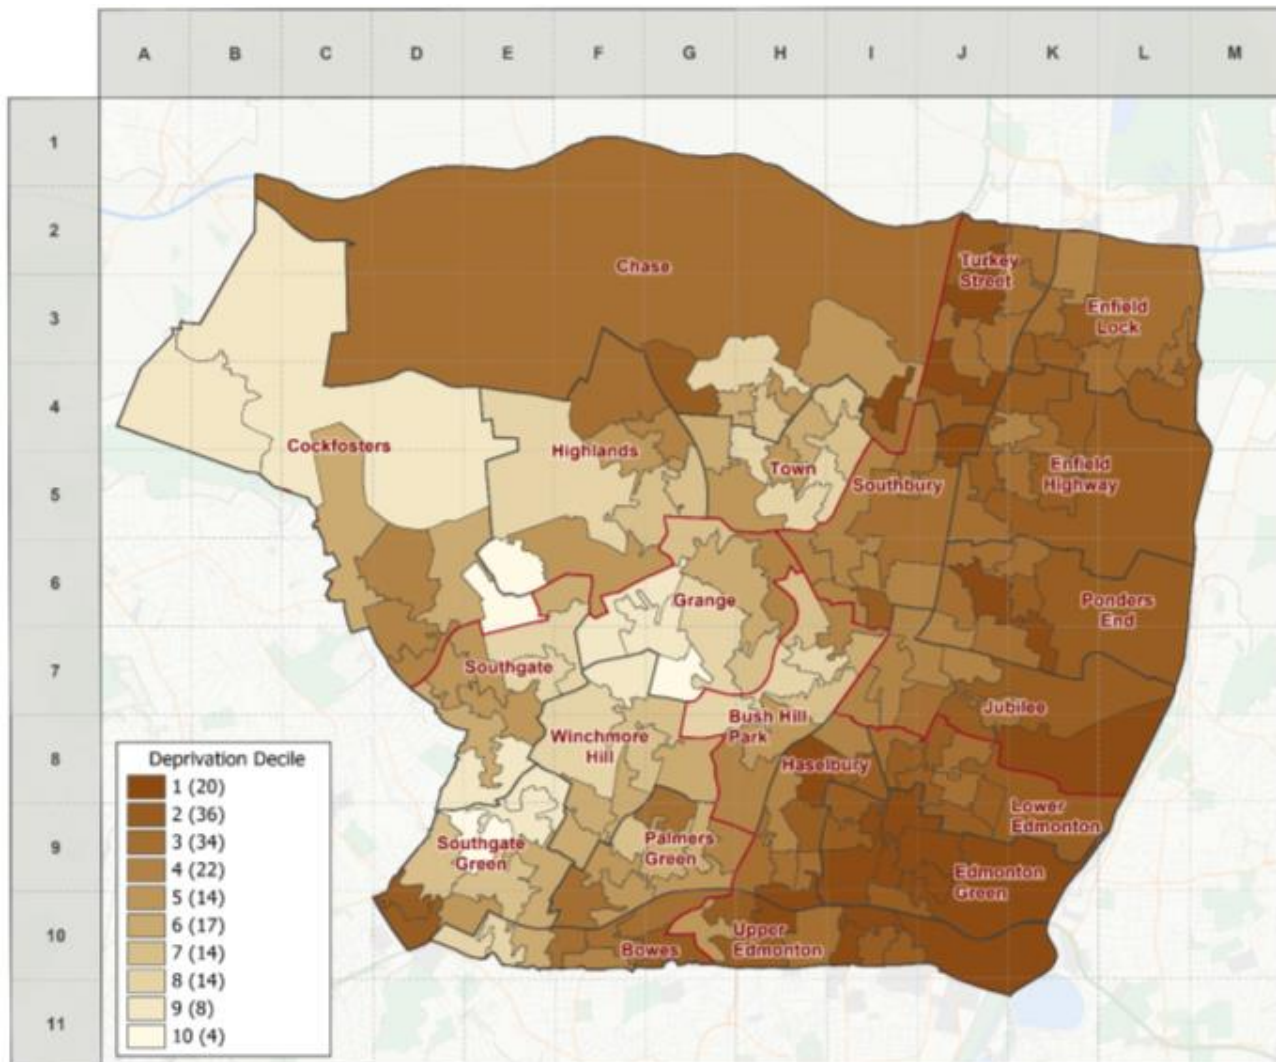 A B C D E F G H I J K L M
1
2
3
4
5
6
7
8
9
10
11
Chase
Turkey
Street
Enfield
Lock
Cockfosters
Highlands
Town
Southbury
Enfield
Highway
Grange
Ponders
End
Southgate
Jubilee
Winchmore
Hill
Bush Hill
Park
Haselbury
Lower
Edmonton
Southgate
Green
Palmers
Green
Edmonton
Green
Bowes
Upper
Edmonton
Deprivation Decile
1 (20)
2 (36)
3 (34)
4 (22)
5 (14)
6 (17)
7 (14)
8 (14)
9 (8)
10 (4)